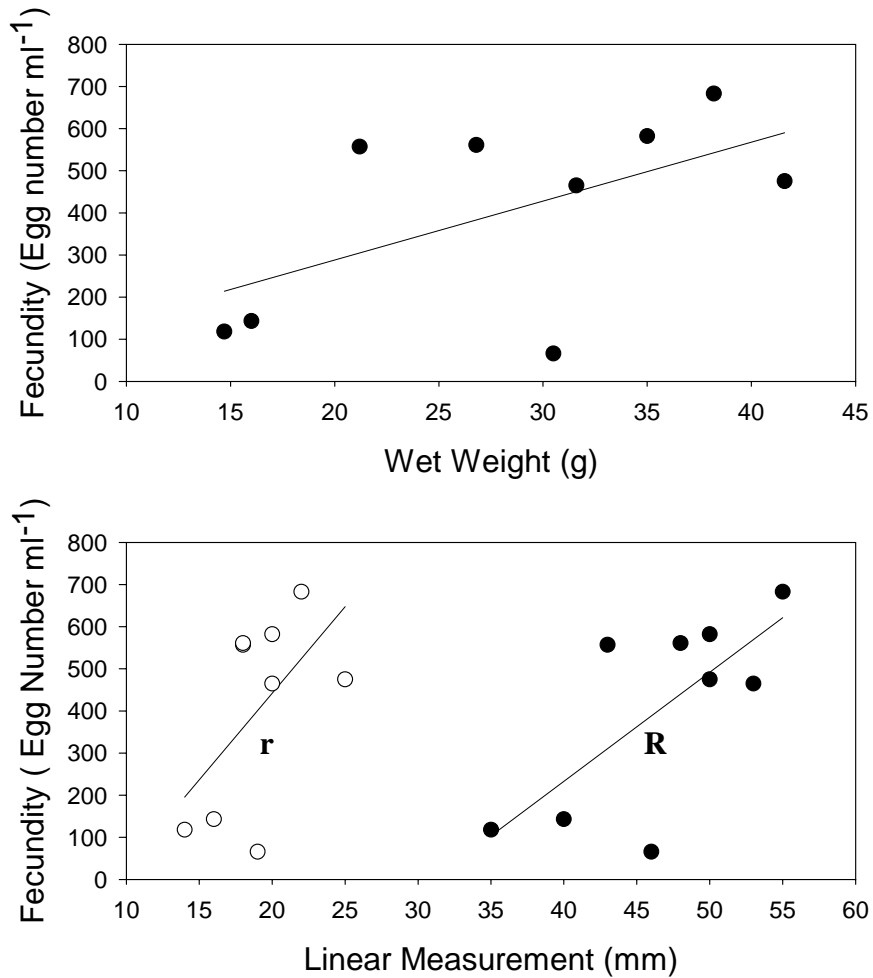 Fecundity (Egg number ml-1)
800
700
600
500
400
300
200
100
0
10 15 20 25 30 35 40 45
Wet Weight (g)
Fecundity ( Egg Number ml-1)
800
700
600
500
400
300
200
100
0
r
R
10 15 20 25 30 35 40 45 50 55 60
Linear Measurement (mm)